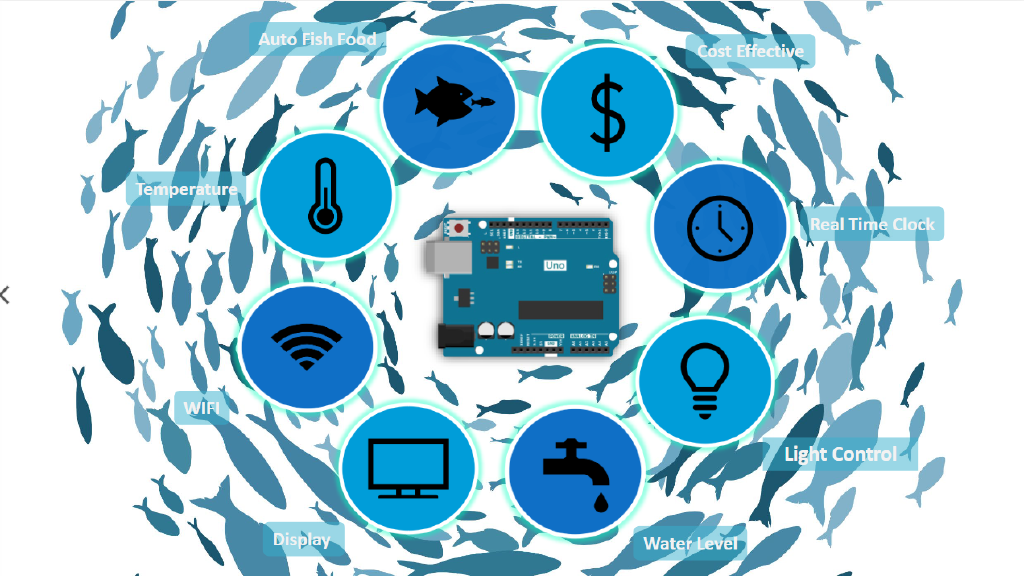 Auto Fish Food
Cost Effective
Temperature
Real Time Clock
Uno
WIFI
Light Control
Display
Water Level